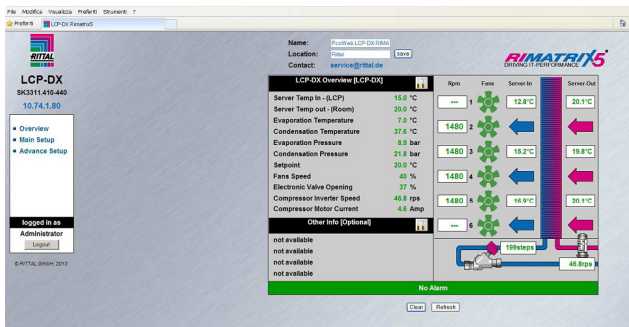 File Modifica Visualizza Preferiti Strumenti ?
Preferiti LCP-DX Rimatrix5
RITTAL
LCP-DX
SK3311.410-440
10.74.1.80
Overview
Main Setup
Advance Setup
logged in as
Administrator
Logout
© RITTAL GmbH, 2013
Name: PcoWeb LCP-DX RIMA
Location: Rittal save
Contact: service@rittal.de
RIMATRIX5
DRIVING IT-PERFORMANCE
LCP-DX Overview [LCP-DX]
Server Temp In - (LCP) 15.0 °C
Server Temp out - (Room) 20.0 °C
Evaporation Temperature 7.0 °C
Condensation Temperature 37.6 °C
Evaporation Pressure 8.9 bar
Condensation Pressure 21.8 bar
Setpoint 20.0 °C
Fans Speed 40 %
Electronic Valve Opening 37 %
Compressor Inverter Speed 46.8 rps
Compressor Motor Current 4.6 Amp
Other Info [Optional]
not available
not available
not available
not available
Rpm Fans Server-In Server-Out
--- 1 12.8°C 20.1°C
1480 2
1480 3 15.2°C 19.8°C
1480 4
1480 5 16.9°C 20.1°C
--- 6
199steps
46.8rps
No Alarm
Clear Refresh